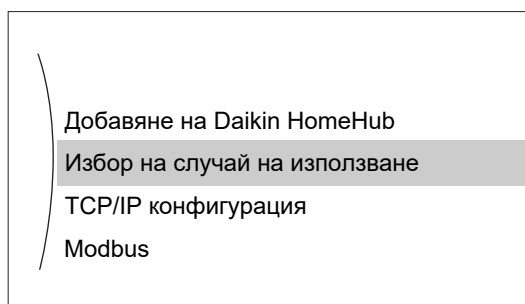 Добавяне на Daikin HomeHub
Избор на случай на използване
TCP/IP конфигурация
Modbus